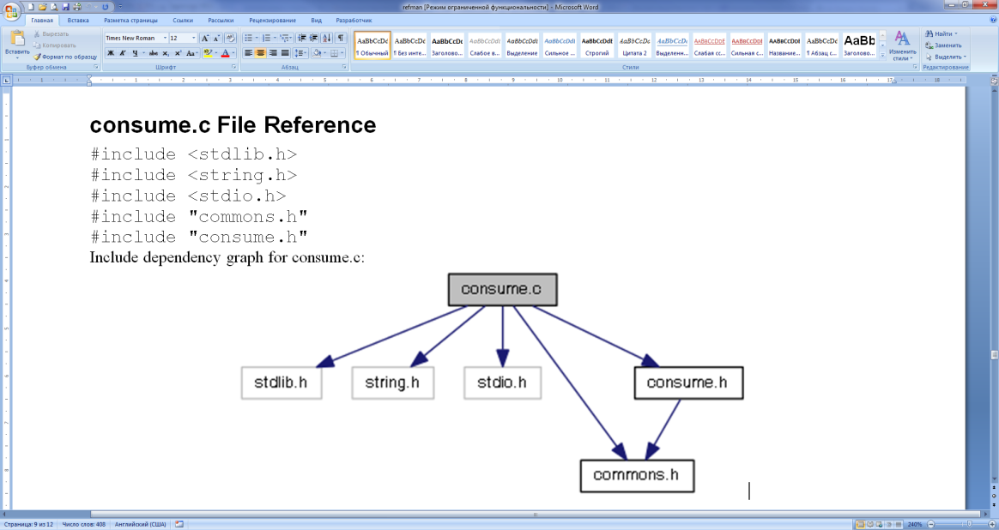 refman [Режим ограниченной функциональности] - Microsoft Word
Главная Вставка Разметка страницы Ссылки Рассылки Рецензирование Вид Разработчик
Вставить
Вырезать
Копировать
Формат по образцу
Буфер обмена
Times New Roman 12
Ж К Ч abc x₂ x² Aa
Шрифт
Абзац
AaBbCcDc AaBbCcDc AaBbCcDc AaBbCcDdI AaBbCcDdI AaBbCcDdI AaBbCcDdE AaBbCcDc AaBbCcDc AaBbCcDDE AaBbCcDDI AaBbCcDDI AaBbCcDc AaBb
¶ Обычный ¶ Без инте... Заголово... Слабое в... Выделение Сильное ... Строгий Цитата 2 Выделенн... Слабая сс... Сильная с... Название... ¶ Абзац с... Заголово...
Стили
Изменить стили
Найти
Заменить
Выделить
Редактирование
consume.c File Reference
#include <stdlib.h>
#include <string.h>
#include <stdio.h>
#include "commons.h"
#include "consume.h"
Include dependency graph for consume.c:
consume.c
stdlib.h string.h stdio.h consume.h
commons.h
Страница: 9 из 12 Число слов: 408 Английский (США) 240%